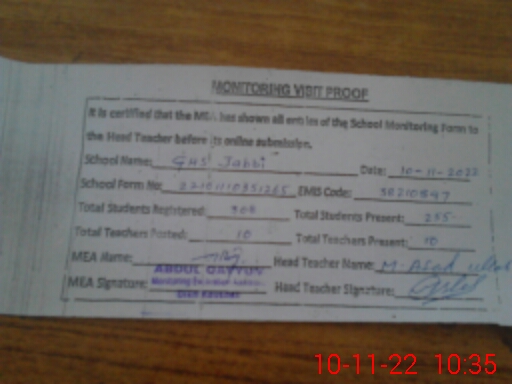 MONITORING VISIT PROOF
It is certified that the MEA has shown all entries of the School Monitoring Form to
the Head Teacher before its online submission.
School Name: GHS Jabbi Date: 10-11-2022
School Form No: EMIS Code:
Total Students Registered: 308 Total Students Present: 255
Total Teachers Posted: 10 Total Teachers Present: 10
MEA Name: Head Teacher Name: M. Asad
ABDUL QAYYUM
MEA Signature: Head Teacher Signature:
10-11-22 10:35